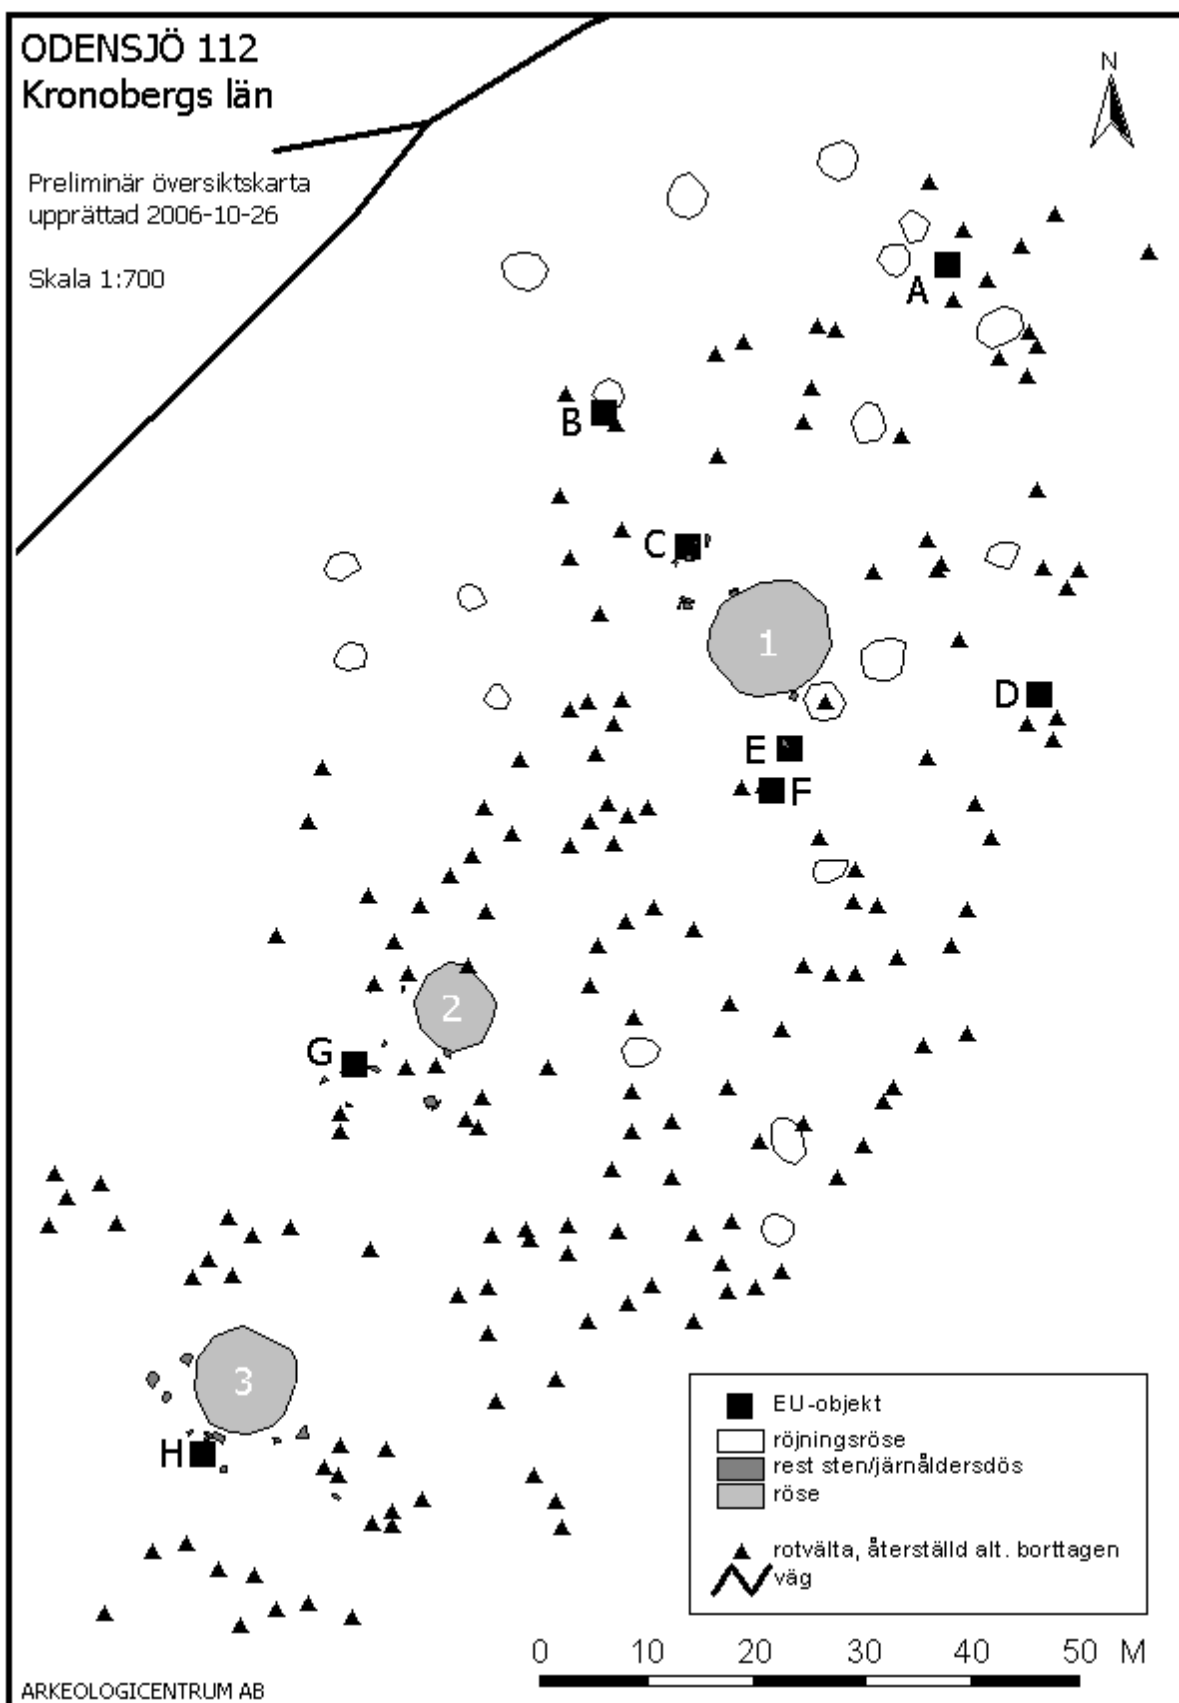 ODENSJÖ 112
Kronobergs län
Preliminär översiktskarta
upprättad 2006-10-26
Skala 1:700
N
A
B
C
1
D
E
F
2
G
3
H
EU-objekt
röjningsröse
rest sten/järnåldersdös
röse
rotvälta, återställd alt. borttagen
väg
0 10 20 30 40 50 M
ARKEOLOGICENTRUM AB